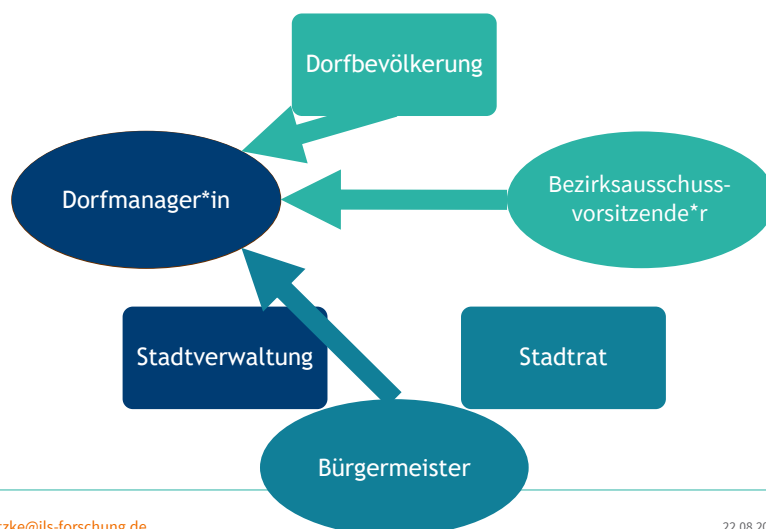 Dorfbevölkerung
Dorfmanager*in
Bezirksausschuss-
vorsitzende*r
Stadtverwaltung
Stadtrat
Bürgermeister